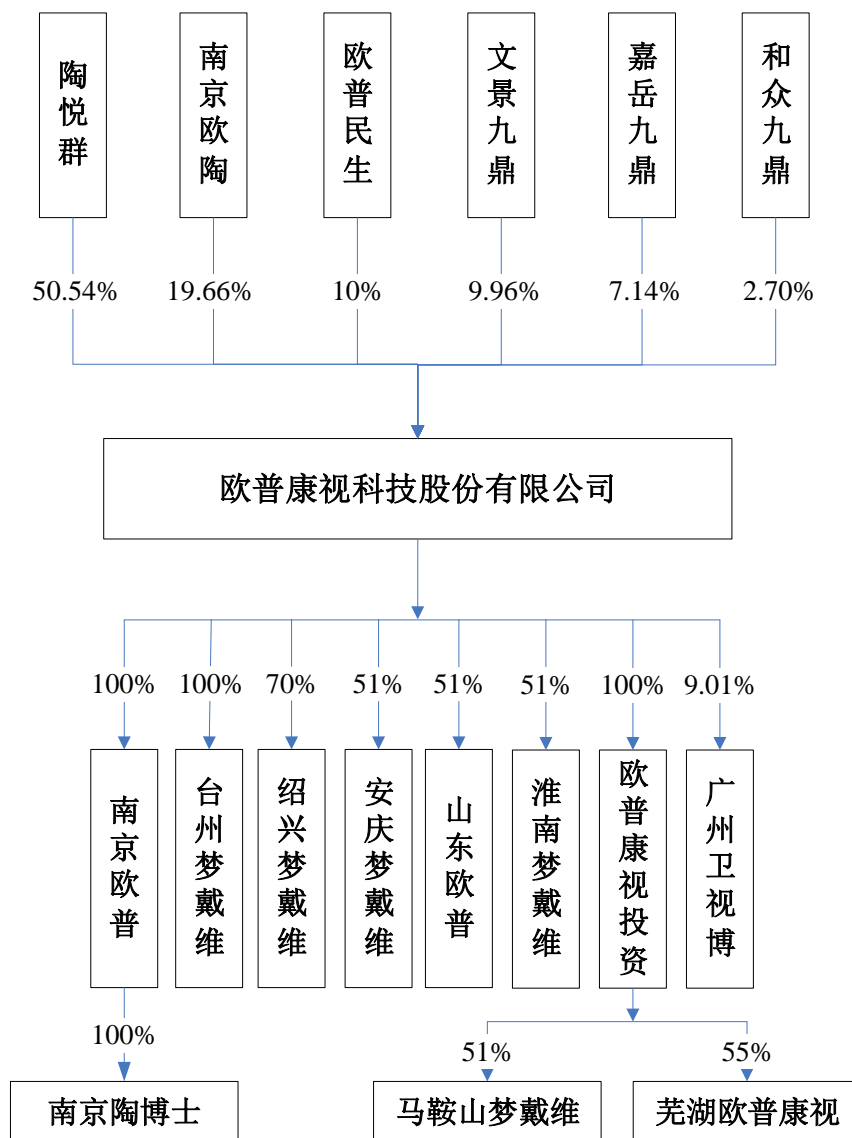 陶悦群
南京欧陶
欧普民生
文景九鼎
嘉岳九鼎
和众九鼎
50.54%
19.66%
10%
9.96%
7.14%
2.70%
欧普康视科技股份有限公司
100%
100%
70%
51%
51%
51%
100%
9.01%
南京欧普
台州梦戴维
绍兴梦戴维
安庆梦戴维
山东欧普
淮南梦戴维
欧普康视投资
广州卫视博
100%
51%
55%
南京陶博士
马鞍山梦戴维
芜湖欧普康视